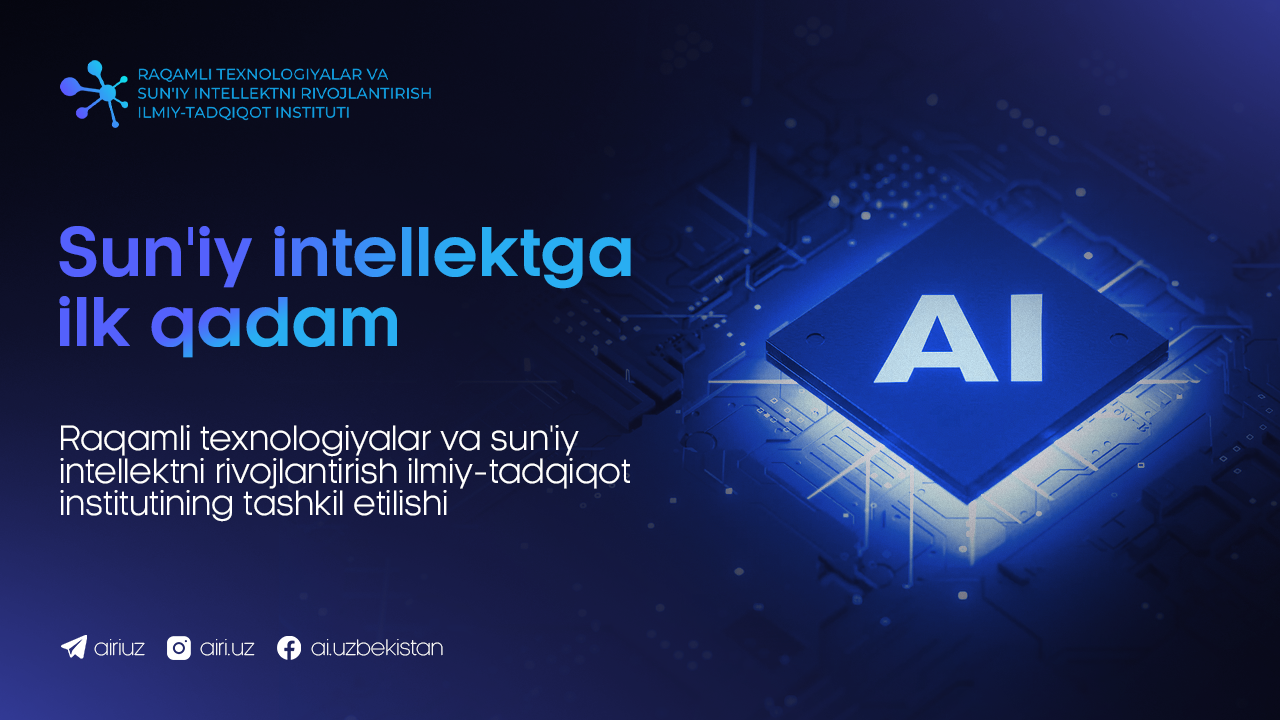 RAQAMLI TEXNOLOGIYALAR VA
SUN'IY INTELLEKTNI RIVOJLANTIRISH
ILMIY-TADQIQOT INSTITUTI
Sun'iy intellektga
ilk qadam
Raqamli texnologiyalar va sun'iy
intellektni rivojlantirish ilmiy-tadqiqot
institutining tashkil etilishi
AI
airiuz airi.uz ai.uzbekistan